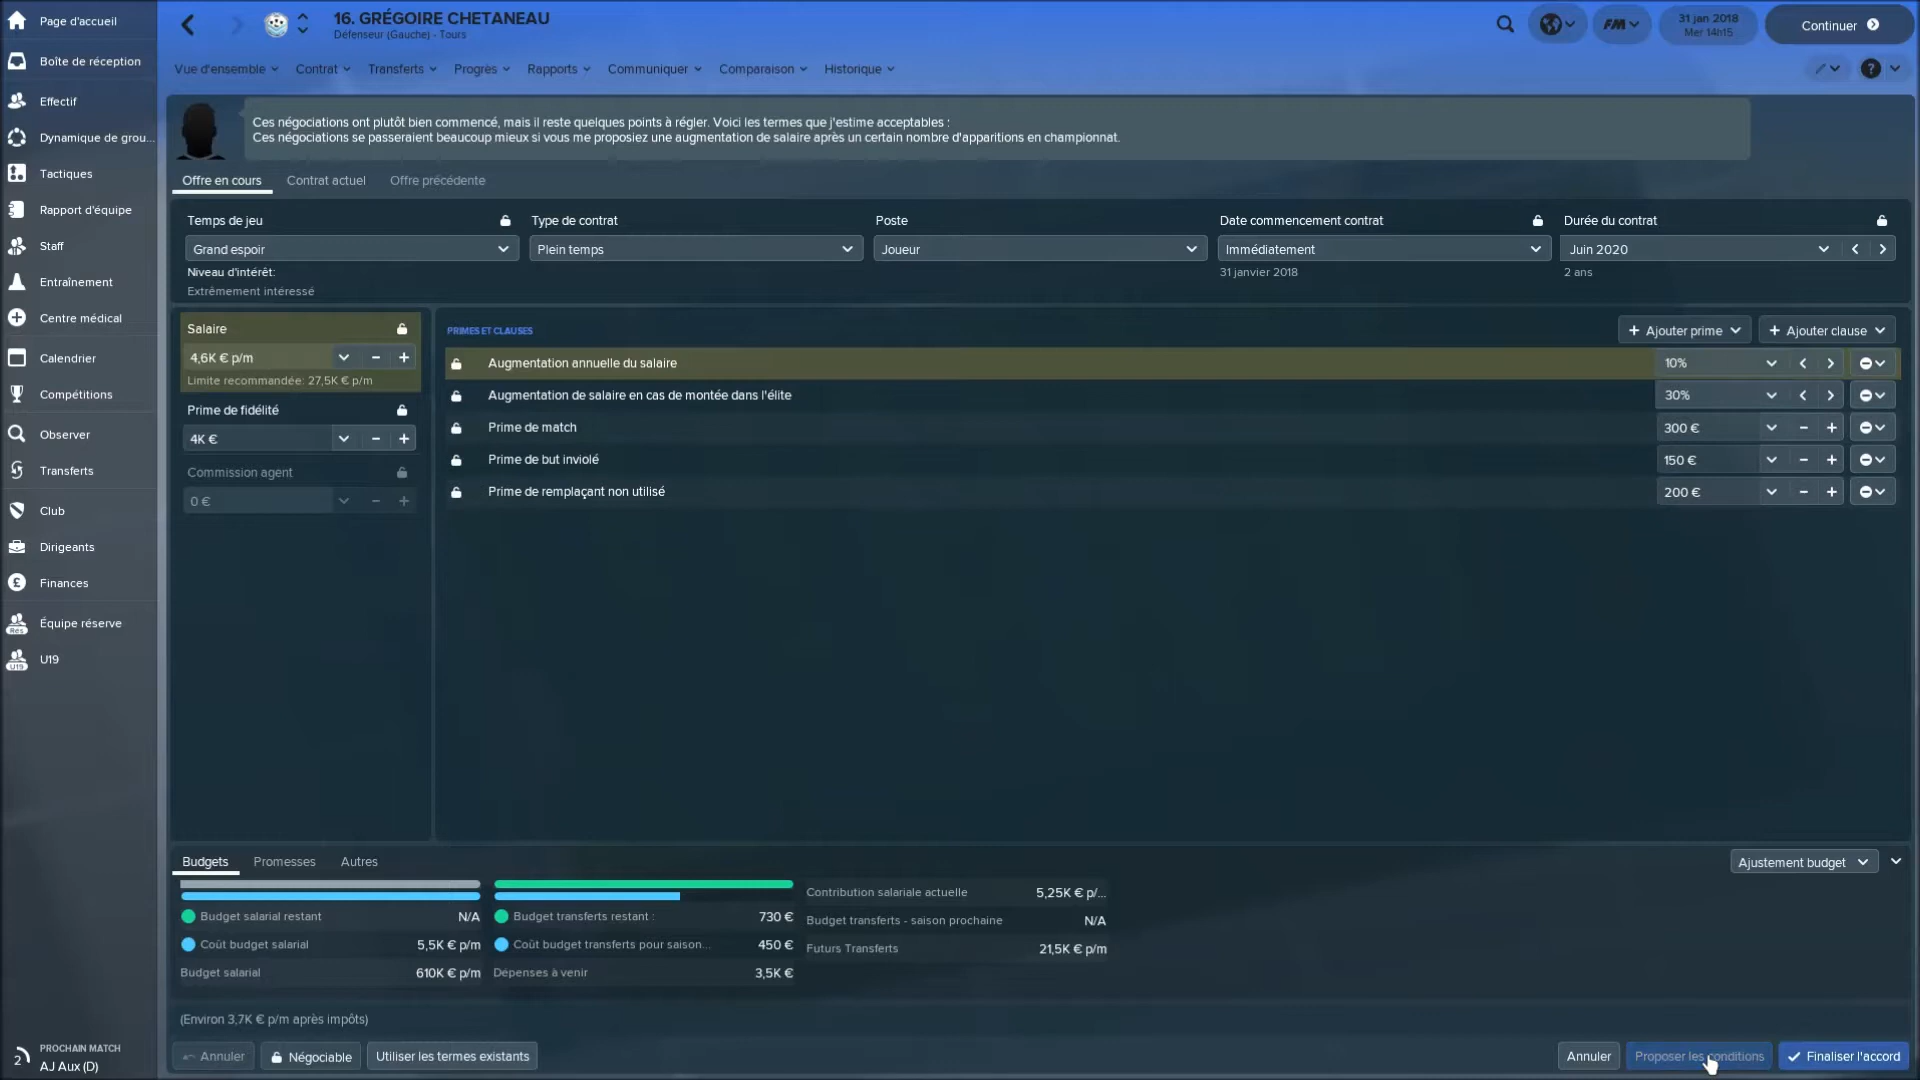 Page d'accueil
Boîte de réception
Effectif
Dynamique de grou...
Tactiques
Rapport d'équipe
Staff
Entraînement
Centre médical
Calendrier
Compétitions
Observer
Transferts
Club
Dirigeants
Finances
Équipe réserve
U19
2
PROCHAIN MATCH
AJ Aux (D)
16. GRÉGOIRE CHETANEAU
Défenseur (Gauche) - Tours
FM
31 jan 2018
Mer 14h15
Continuer
Vue d'ensemble Contrat Transferts Progrès Rapports Communiquer Comparaison Historique
Ces négociations ont plutôt bien commencé, mais il reste quelques points à régler. Voici les termes que j'estime acceptables :
Ces négociations se passeraient beaucoup mieux si vous me proposiez une augmentation de salaire après un certain nombre d'apparitions en championnat.
Offre en cours Contrat actuel Offre précédente
Temps de jeu Type de contrat Poste Date commencement contrat Durée du contrat
Grand espoir Plein temps Joueur Immédiatement Juin 2020
Niveau d'intérêt: 31 janvier 2018 2 ans
Extrêmement intéressé
Salaire
4,6K € p/m
Limite recommandée: 27,5K € p/m
Prime de fidélité
4K €
Commission agent
0 €
PRIMES ET CLAUSES + Ajouter prime + Ajouter clause
Augmentation annuelle du salaire 10%
Augmentation de salaire en cas de montée dans l'élite 30%
Prime de match 300 €
Prime de but inviolé 150 €
Prime de remplaçant non utilisé 200 €
Budgets Promesses Autres Ajustement budget
Budget salarial restant N/A
Coût budget salarial 5,5K € p/m
Budget salarial 610K € p/m
Budget transferts restant : 730 €
Coût budget transferts pour saison... 450 €
Dépenses à venir 3,5K €
Contribution salariale actuelle 5,25K € p/...
Budget transferts - saison prochaine N/A
Futurs Transferts 21,5K € p/m
(Environ 3,7K € p/m après impôts)
Annuler Négociable Utiliser les termes existants Annuler Proposer les conditions Finaliser l'accord